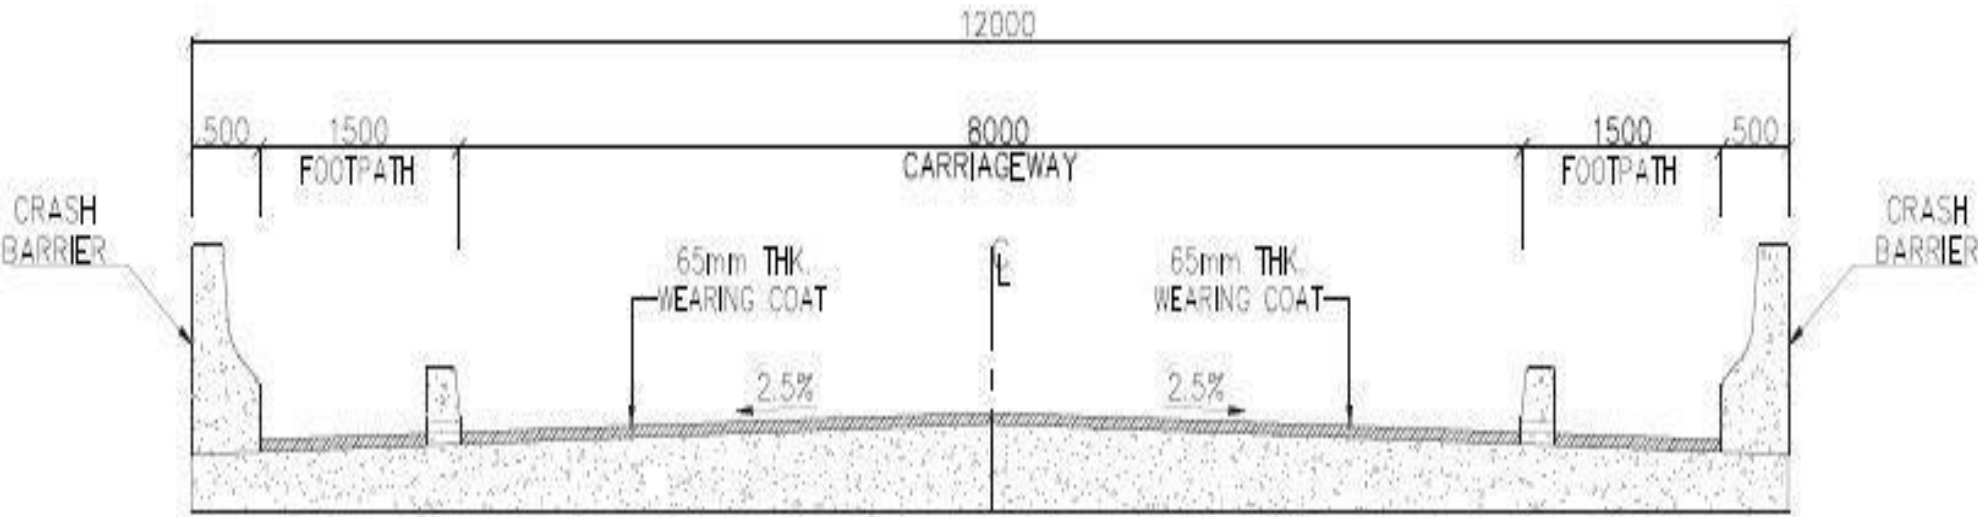 12000
500 1500 8000 1500 500
FOOTPATH CARRIAGEWAY FOOTPATH
CRASH
BARRIER
CRASH
BARRIER
65mm THK.
WEARING COAT
C
L
65mm THK.
WEARING COAT
2.5% 2.5%